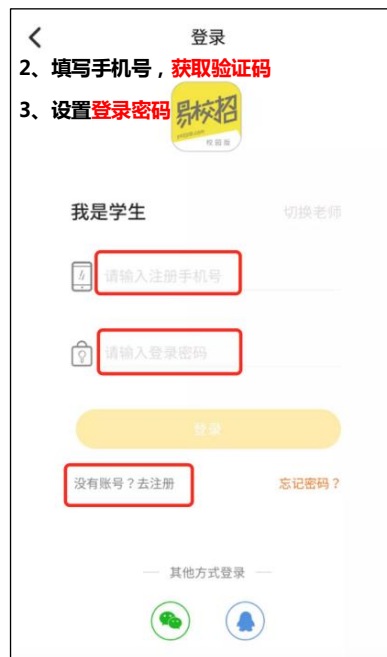 登录
2、填写手机号，获取验证码
3、设置登录密码
易校招
校园版
我是学生
切换老师
请输入注册手机号
请输入登录密码
登录
没有账号？去注册
忘记密码？
其他方式登录